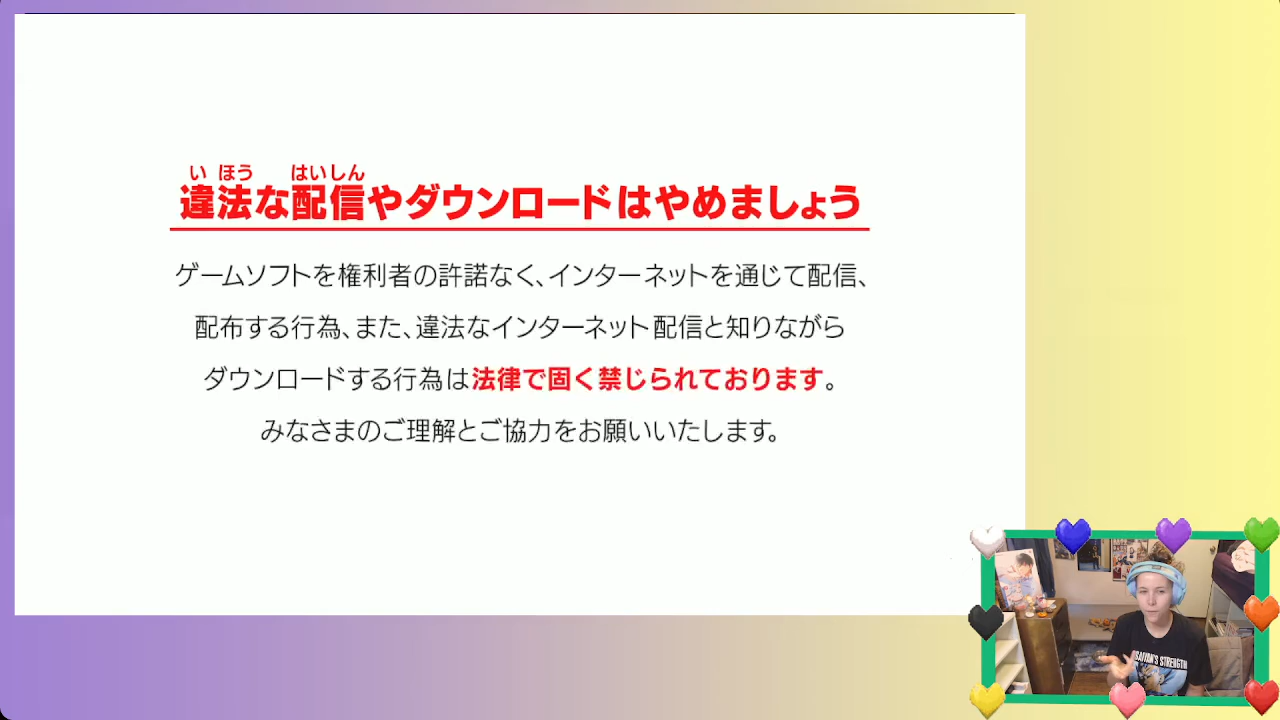 い ほう はいしん
違法な配信やダウンロードはやめましょう
ゲームソフトを権利者の許諾なく、インターネットを通じて配信、
配布する行為、また、違法なインターネット配信と知りながら
ダウンロードする行為は法律で固く禁じられております。
みなさまのご理解とご協力をお願いいたします。
STRENGTH